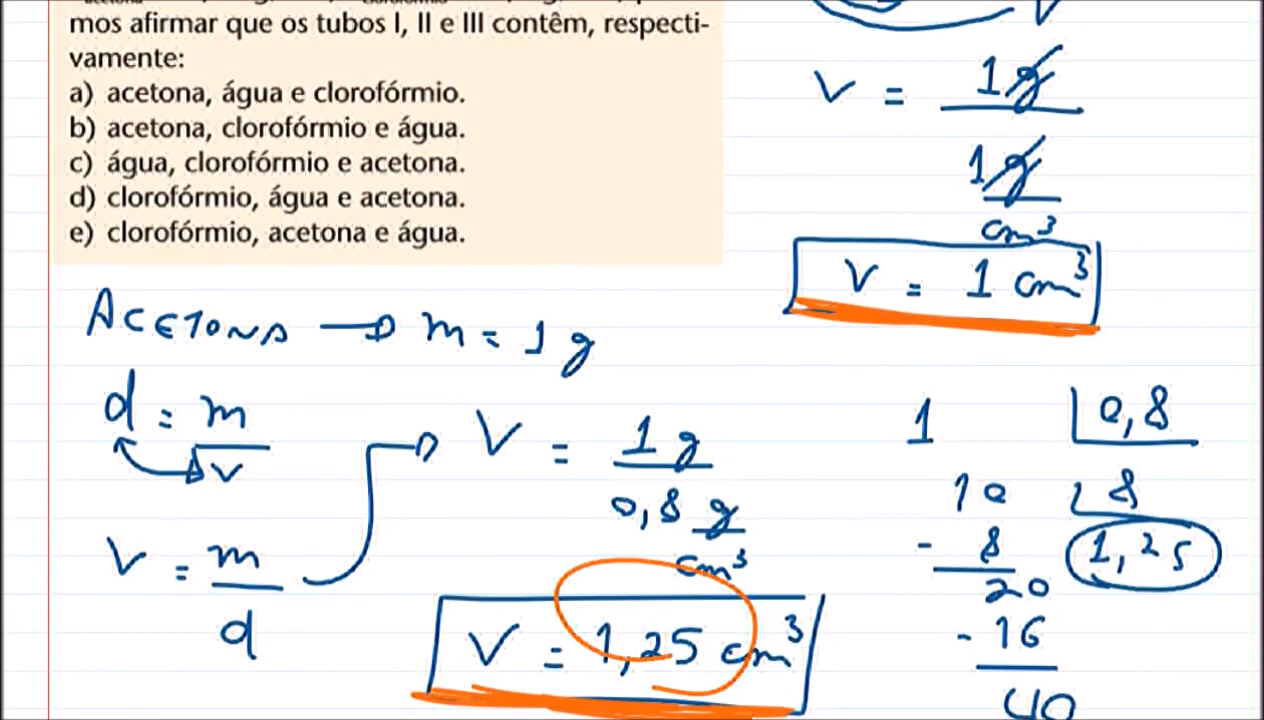 mos afirmar que os tubos I, II e III contêm, respecti-
vamente:
a) acetona, água e clorofórmio.
b) acetona, clorofórmio e água.
c) água, clorofórmio e acetona.
d) clorofórmio, água e acetona.
e) clorofórmio, acetona e água.
V
V = 1g
1g
cm³
V = 1 cm³
ACETONA → m = 1g
d = m
V
V = m
d
V = 1g
0,8 g
cm³
V = 1,25 cm³
1 0,8
10 8
- 8 1,25
20
- 16
40